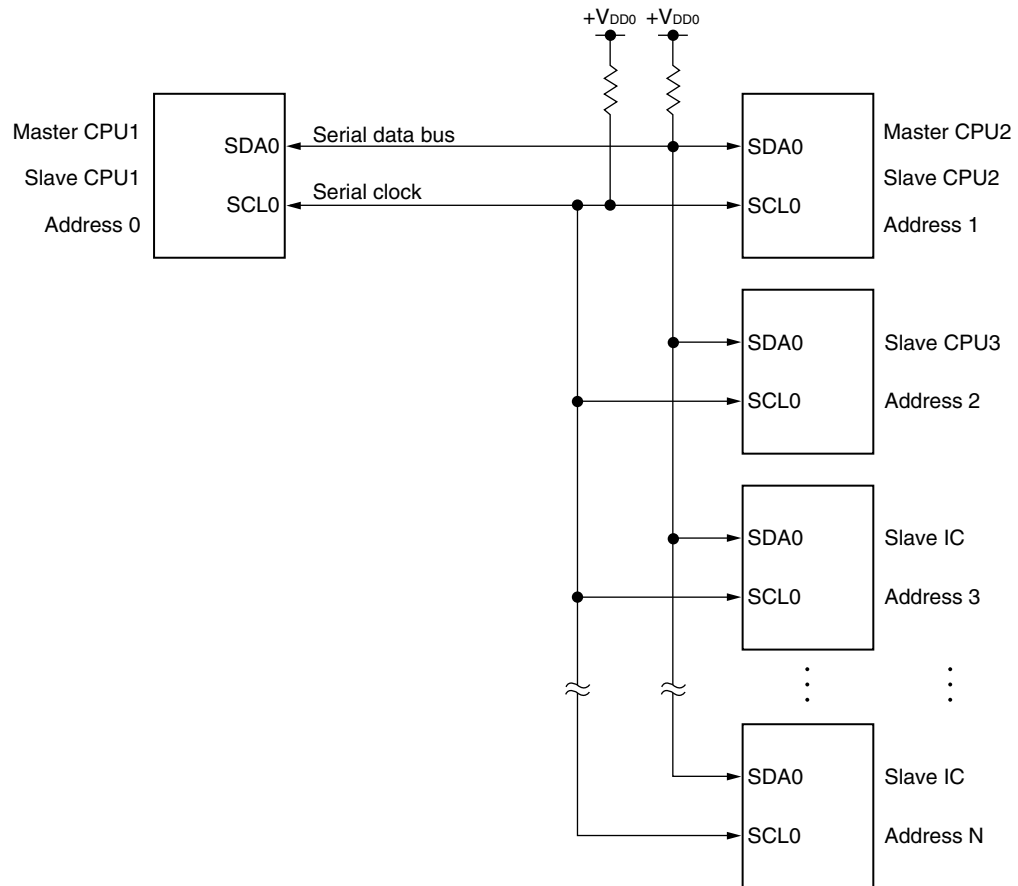 +VDD0 +VDD0
Master CPU1
Slave CPU1
Address 0
SDA0
SCL0
Serial data bus
Serial clock
SDA0
SCL0
Master CPU2
Slave CPU2
Address 1
SDA0
SCL0
Slave CPU3
Address 2
SDA0
SCL0
Slave IC
Address 3
SDA0
SCL0
Slave IC
Address N